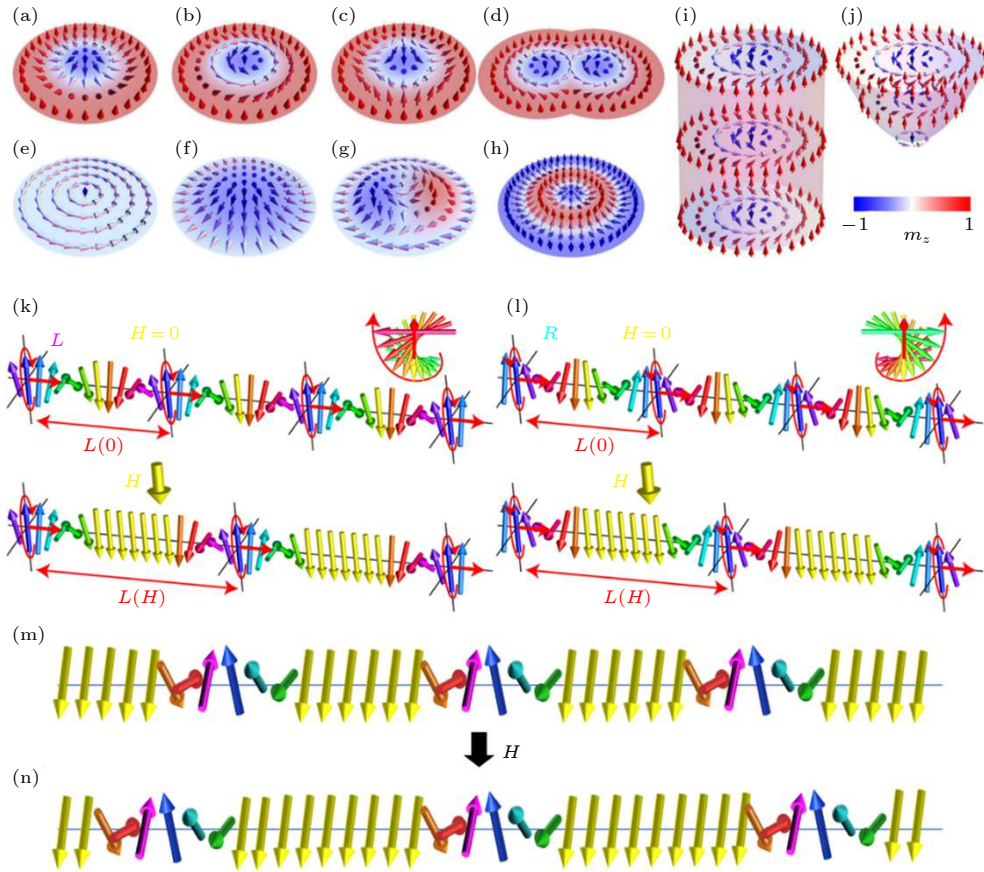 (a) (b) (c) (d) (i) (j)
(e) (f) (g) (h)
−1 1
m_z
(k) (l)
L H = 0 R H = 0
L(0) L(0)
H H
L(H) L(H)
(m)
H
(n)